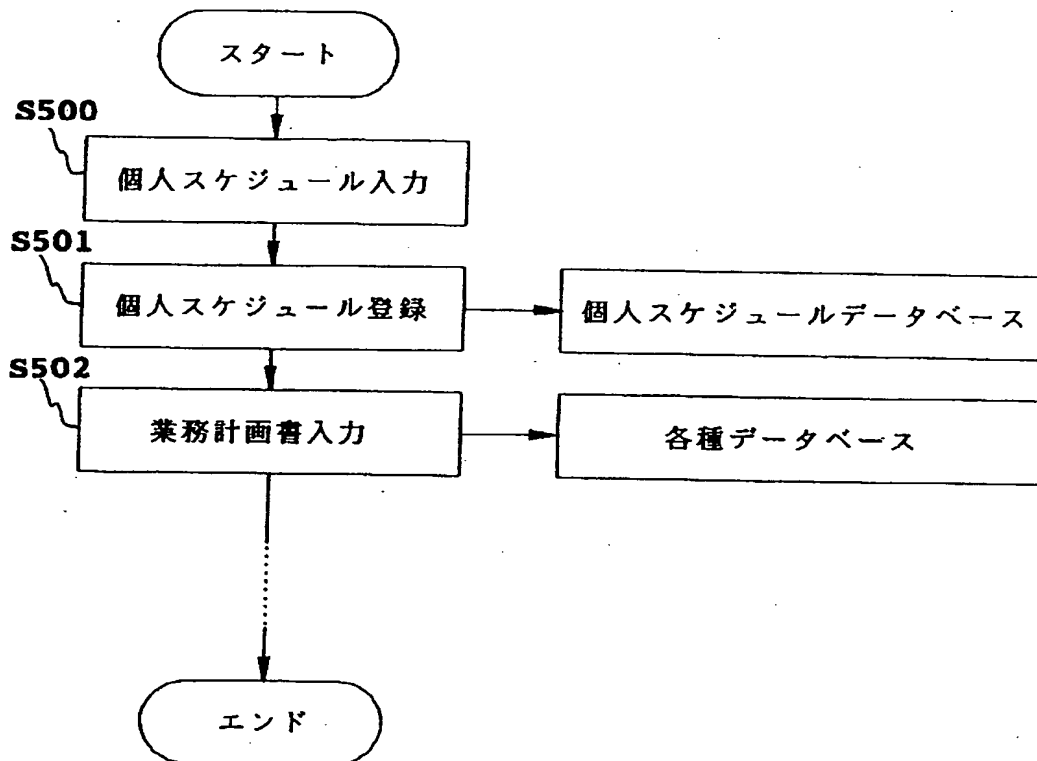 スタート
S500
個人スケジュール入力
S501
個人スケジュール登録
個人スケジュールデータベース
S502
業務計画書入力
各種データベース
エンド